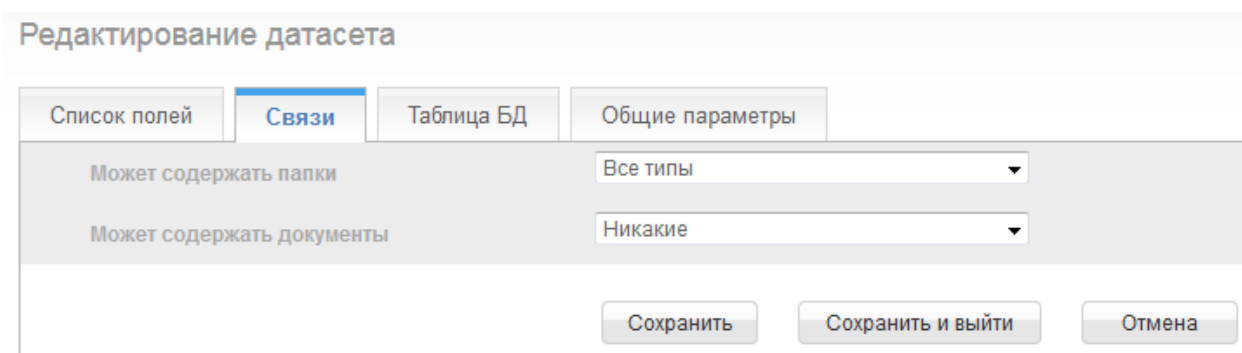 Редактирование датасета
Список полей Связи Таблица БД Общие параметры
Может содержать папки Все типы
Может содержать документы Никакие
Сохранить Сохранить и выйти Отмена